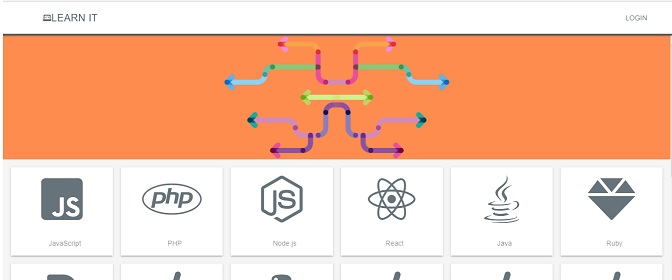 LEARN IT
LOGIN
JS
php
JS
JavaScript
PHP
Node js
React
Java
Ruby